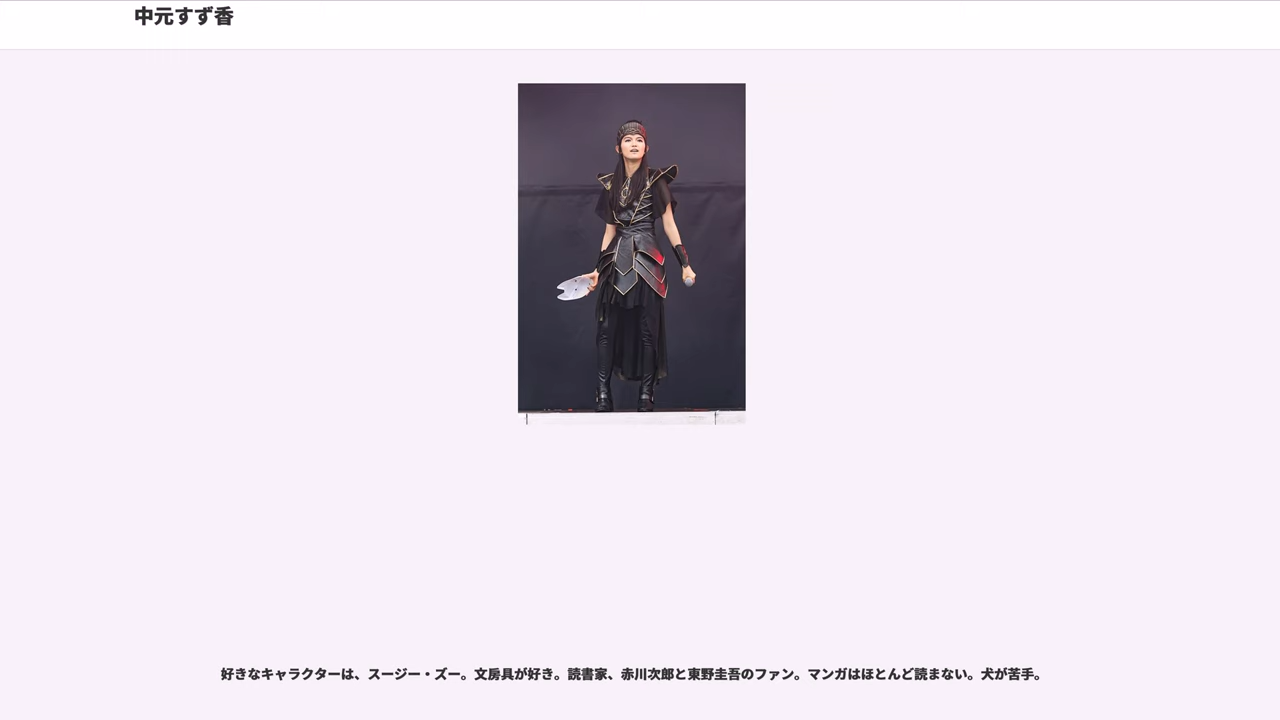 中元すず香
好きなキャラクターは、スージー・ズー。文房具が好き。読書家、赤川次郎と東野圭吾のファン。マンガはほとんど読まない。犬が苦手。